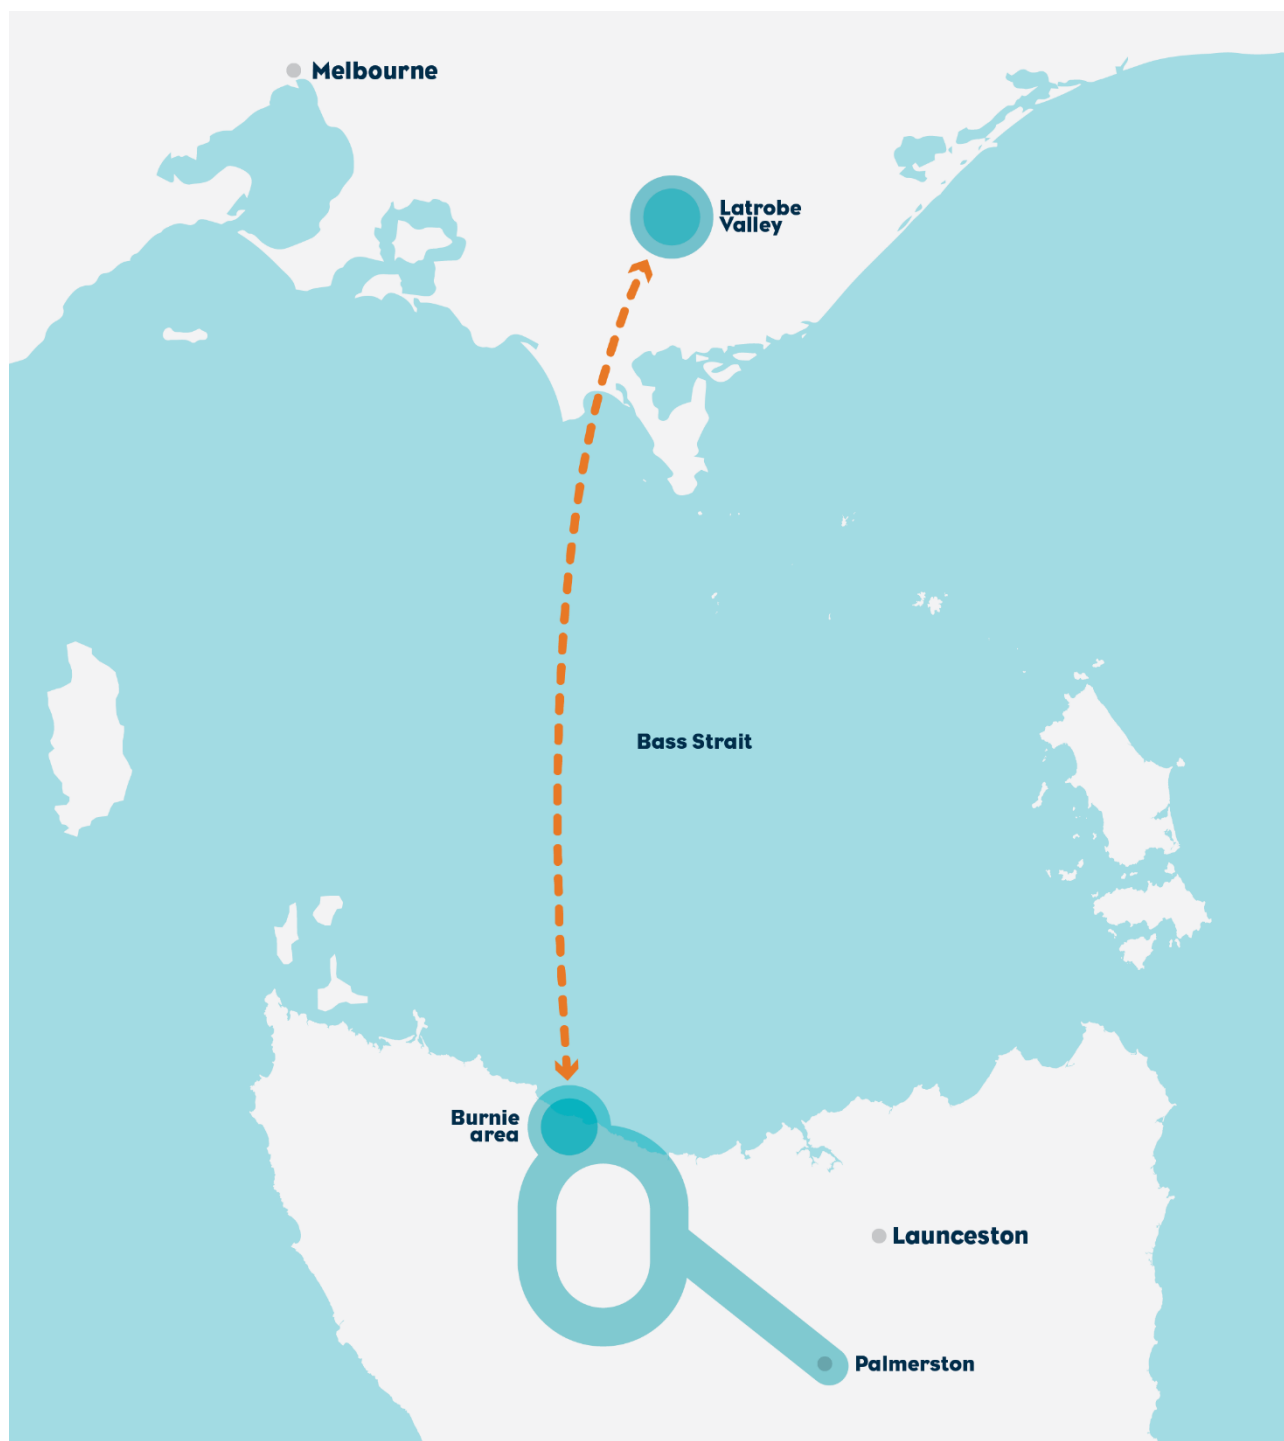 Melbourne
Latrobe
Valley
Bass Strait
Burnie
area
Launceston
Palmerston